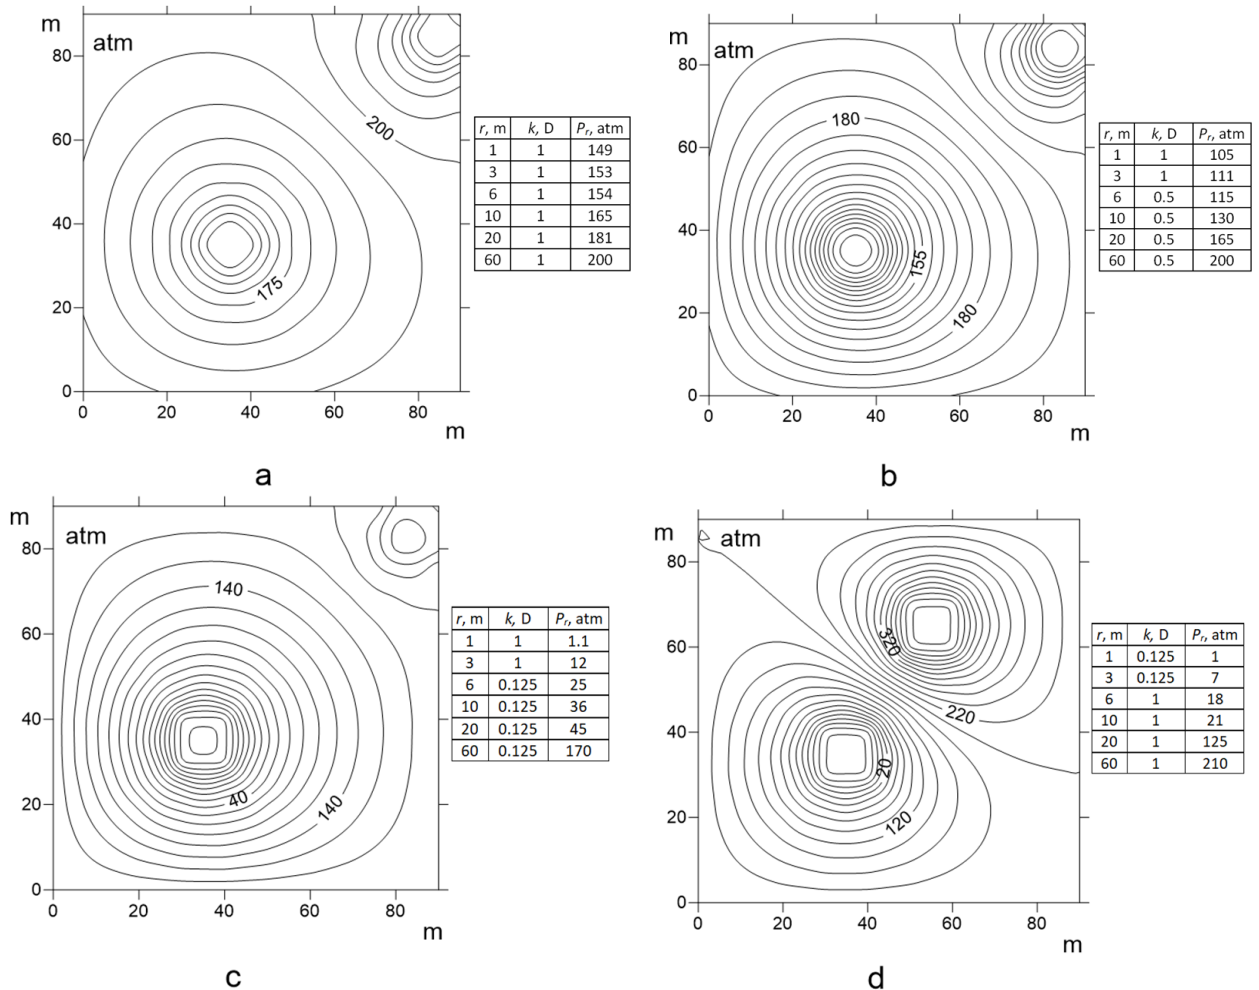 m
atm
80
60
40
20
0
0 20 40 60 80
m
200
175
r, m k, D Pr, atm
1 1 149
3 1 153
6 1 154
10 1 165
20 1 181
60 1 200
a
m
atm
80
60
40
20
0
0 20 40 60 80
m
180
155
180
r, m k, D Pr, atm
1 1 105
3 1 111
6 0.5 115
10 0.5 130
20 0.5 165
60 0.5 200
b
m
atm
80
60
40
20
0
0 20 40 60 80
m
140
40
140
r, m k, D Pr, atm
1 1 1.1
3 1 12
6 0.125 25
10 0.125 36
20 0.125 45
60 0.125 170
c
m
atm
80
60
40
20
0
0 20 40 60 80
m
320
220
20
120
r, m k, D Pr, atm
1 0.125 1
3 0.125 7
6 1 18
10 1 21
20 1 125
60 1 210
d